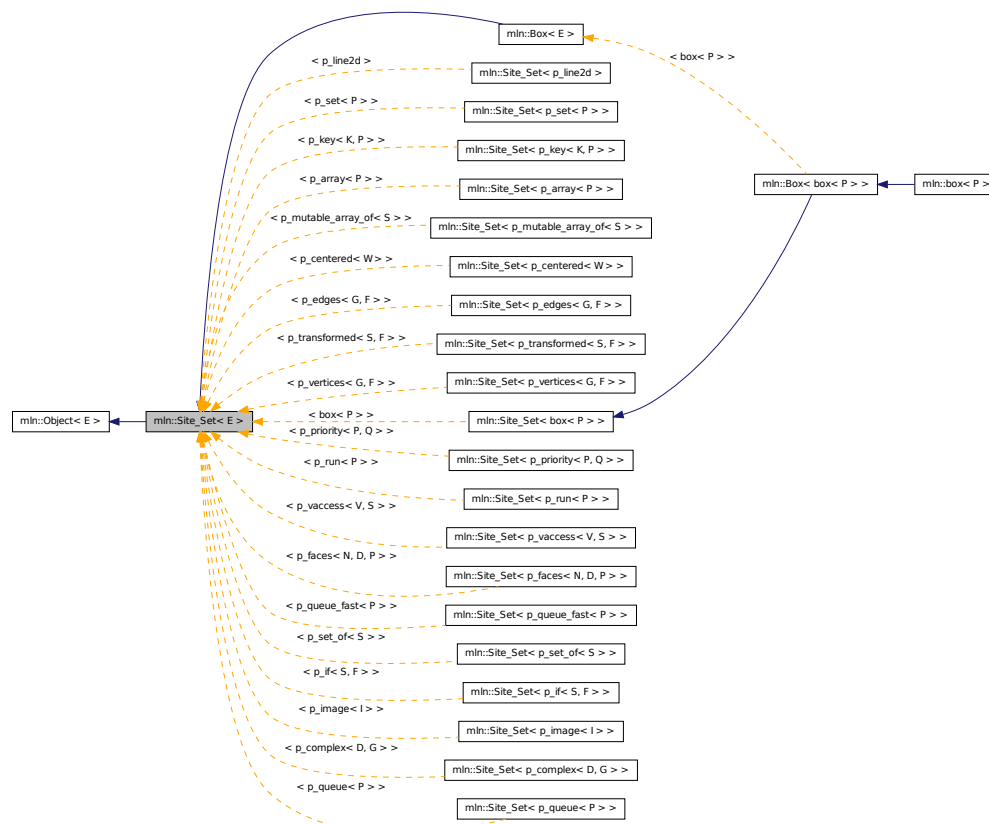 mln::Box< E >
< box< P > >
< p_line2d >
mln::Site_Set< p_line2d >
< p_set< P > >
mln::Site_Set< p_set< P > >
< p_key< K, P > >
mln::Site_Set< p_key< K, P > >
< p_array< P > >
mln::Site_Set< p_array< P > >
mln::Box< box< P > >
mln::box< P >
< p_mutable_array_of< S > >
mln::Site_Set< p_mutable_array_of< S > >
< p_centered< W > >
mln::Site_Set< p_centered< W > >
< p_edges< G, F > >
mln::Site_Set< p_edges< G, F > >
< p_transformed< S, F > >
mln::Site_Set< p_transformed< S, F > >
< p_vertices< G, F > >
mln::Site_Set< p_vertices< G, F > >
mln::Object< E >
mln::Site_Set< E >
< box< P > >
mln::Site_Set< box< P > >
< p_priority< P, Q > >
mln::Site_Set< p_priority< P, Q > >
< p_run< P > >
mln::Site_Set< p_run< P > >
< p_vaccess< V, S > >
mln::Site_Set< p_vaccess< V, S > >
< p_faces< N, D, P > >
mln::Site_Set< p_faces< N, D, P > >
< p_queue_fast< P > >
mln::Site_Set< p_queue_fast< P > >
< p_set_of< S > >
mln::Site_Set< p_set_of< S > >
< p_if< S, F > >
mln::Site_Set< p_if< S, F > >
< p_image< I > >
mln::Site_Set< p_image< I > >
< p_complex< D, G > >
mln::Site_Set< p_complex< D, G > >
< p_queue< P > >
mln::Site_Set< p_queue< P > >